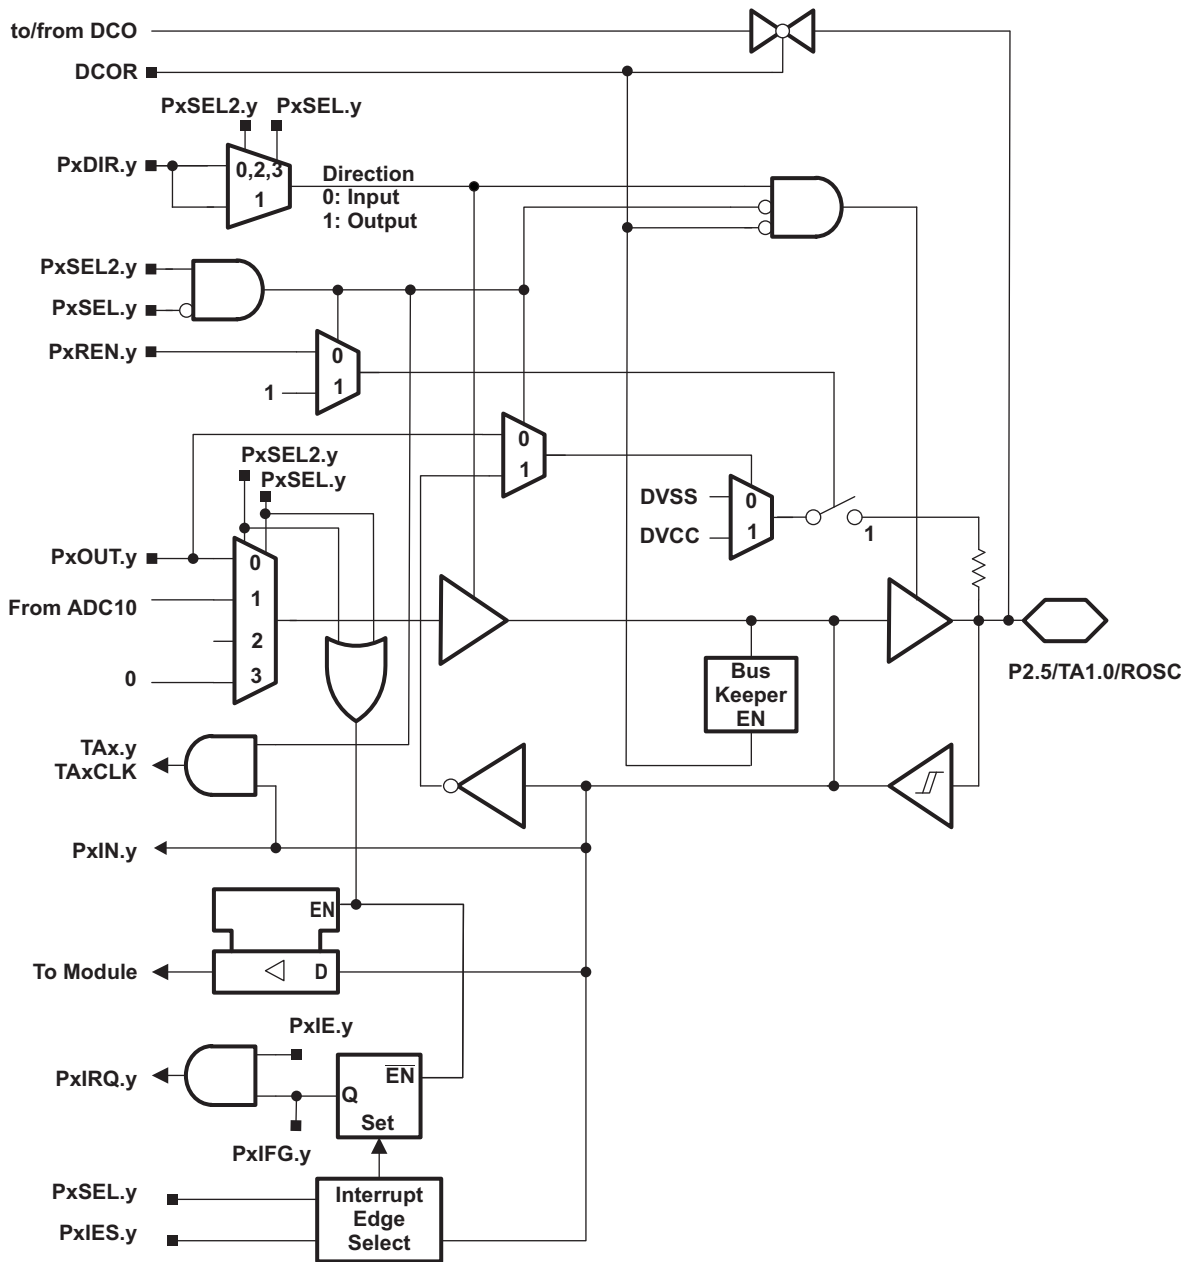 to/from DCO
DCOR
PxSEL2.y PxSEL.y
PxDIR.y
0,2,3
1
Direction
0: Input
1: Output
PxSEL2.y
PxSEL.y
PxREN.y
0
1
1
0
1
PxSEL2.y
PxSEL.y
DVSS
DVCC
0
1
1
PxOUT.y
From ADC10
0
0
1
2
3
Bus
Keeper
EN
P2.5/TA1.0/ROSC
TAx.y
TAxCLK
PxIN.y
EN
To Module
D
PxIE.y
PxIRQ.y
EN
Q
Set
PxIFG.y
PxSEL.y
PxIES.y
Interrupt
Edge
Select